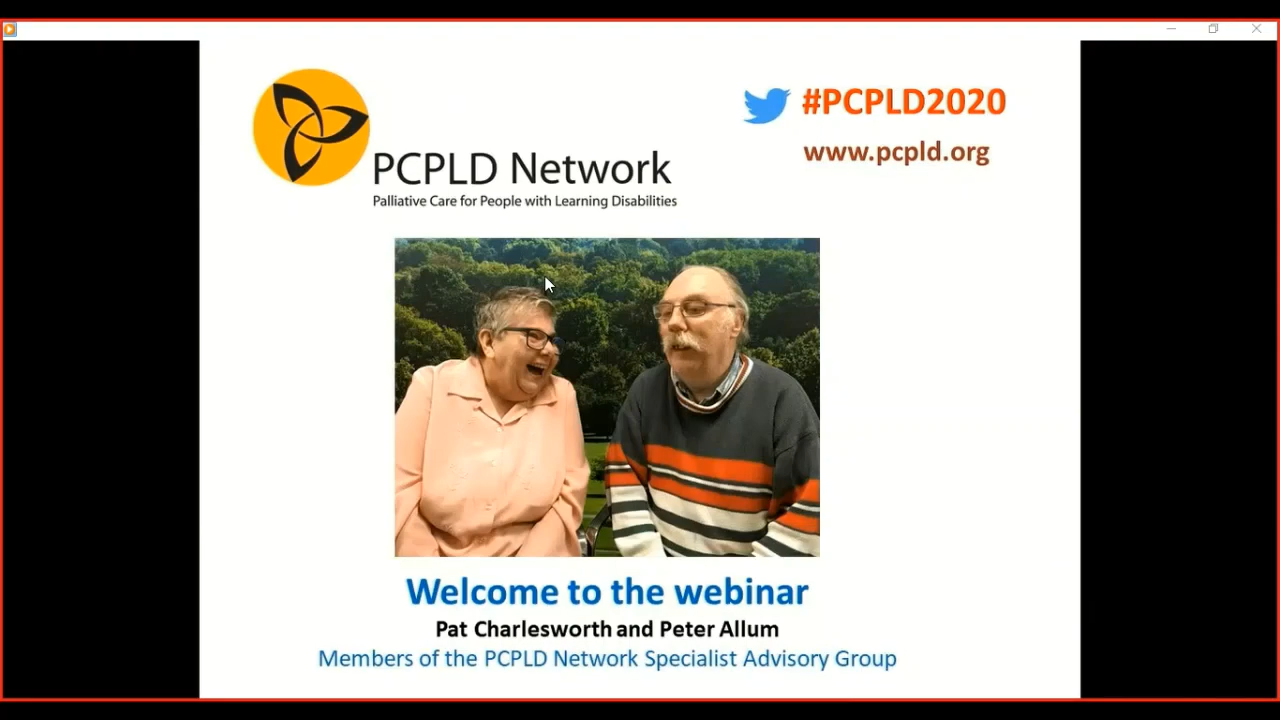 #PCPLD2020
www.pcpld.org
PCPLD Network
Palliative Care for People with Learning Disabilities
Welcome to the webinar
Pat Charlesworth and Peter Allum
Members of the PCPLD Network Specialist Advisory Group